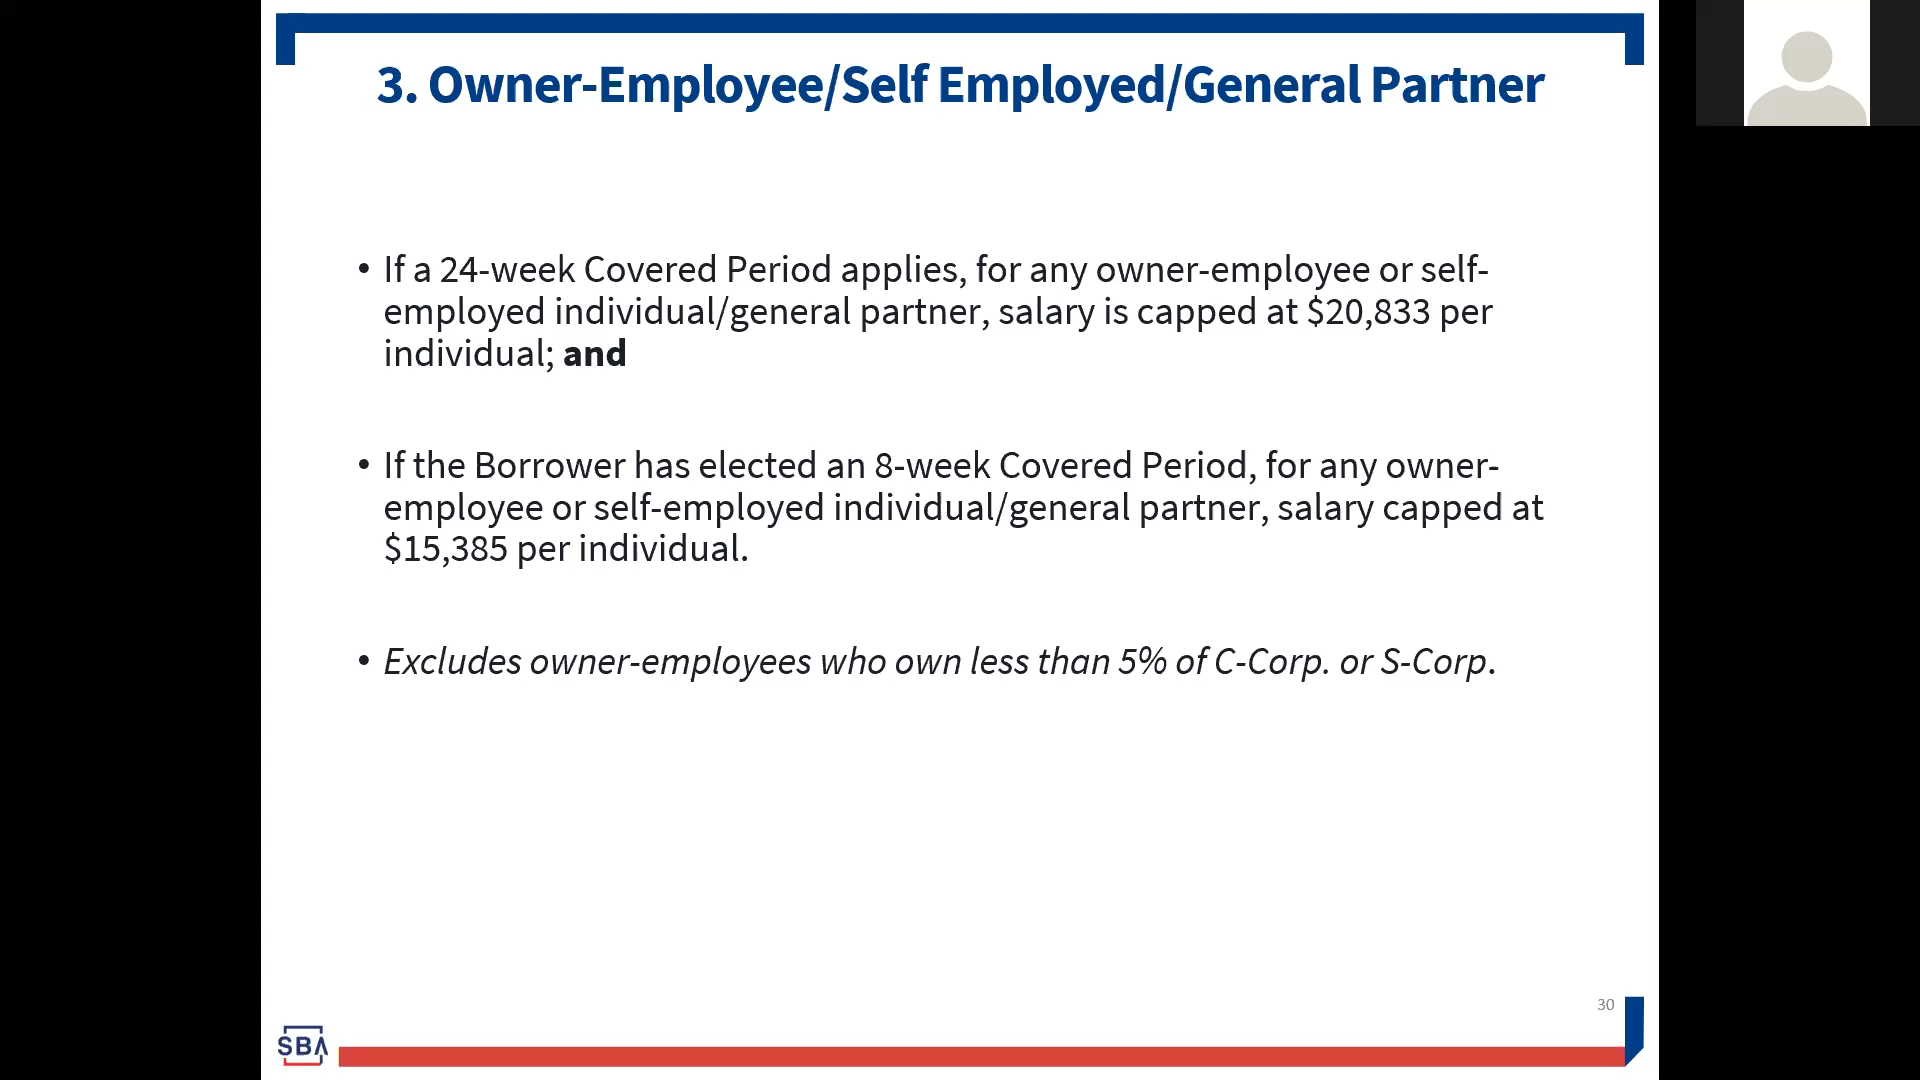 3. Owner-Employee/Self Employed/General Partner
• If a 24-week Covered Period applies, for any owner-employee or self-
employed individual/general partner, salary is capped at $20,833 per
individual; and
• If the Borrower has elected an 8-week Covered Period, for any owner-
employee or self-employed individual/general partner, salary capped at
$15,385 per individual.
• Excludes owner-employees who own less than 5% of C-Corp. or S-Corp.
30
SBA